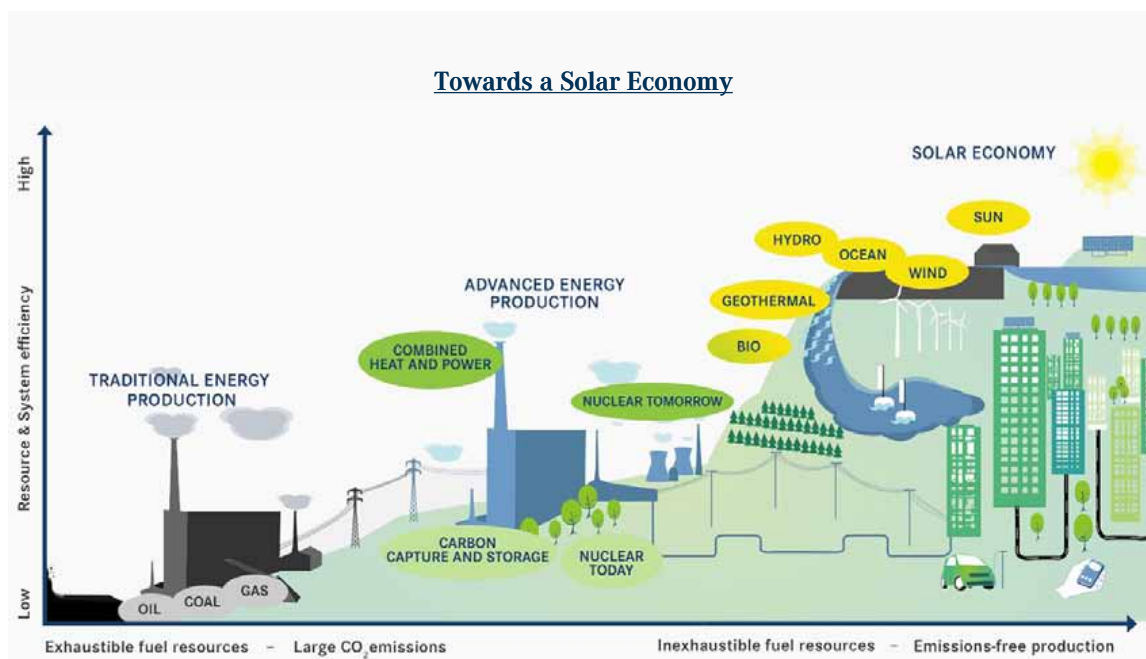 Towards a Solar Economy
High
Resource & System efficiency
Low
SOLAR ECONOMY
SUN
HYDRO
OCEAN
WIND
GEOTHERMAL
BIO
ADVANCED ENERGY
PRODUCTION
COMBINED
HEAT AND POWER
NUCLEAR TOMORROW
TRADITIONAL ENERGY
PRODUCTION
CARBON
CAPTURE AND STORAGE
NUCLEAR
TODAY
OIL
COAL
GAS
Exhaustible fuel resources – Large CO₂ emissions
Inexhaustible fuel resources – Emissions-free production